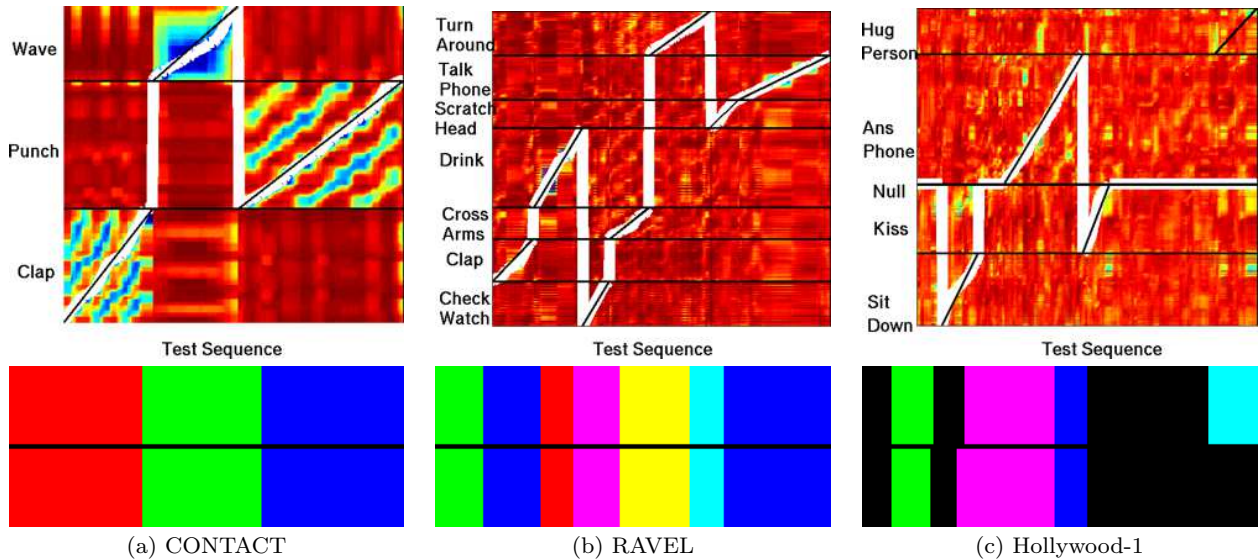 Wave
Punch
Clap
Test Sequence
Turn
Around
Talk
Phone
Scratch
Head
Drink
Cross
Arms
Clap
Check
Watch
Test Sequence
Hug
Person
Ans
Phone
Null
Kiss
Sit
Down
Test Sequence
(a) CONTACT
(b) RAVEL
(c) Hollywood-1